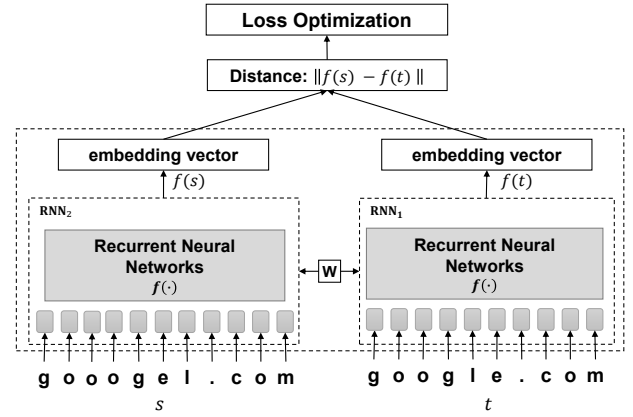 Loss Optimization
Distance: ‖f(s) − f(t)‖
embedding vector
embedding vector
f(s)
f(t)
RNN₂
RNN₁
Recurrent Neural
Networks
f(·)
W
Recurrent Neural
Networks
f(·)
g o o o g e l . c o m
g o o g l e . c o m
s
t